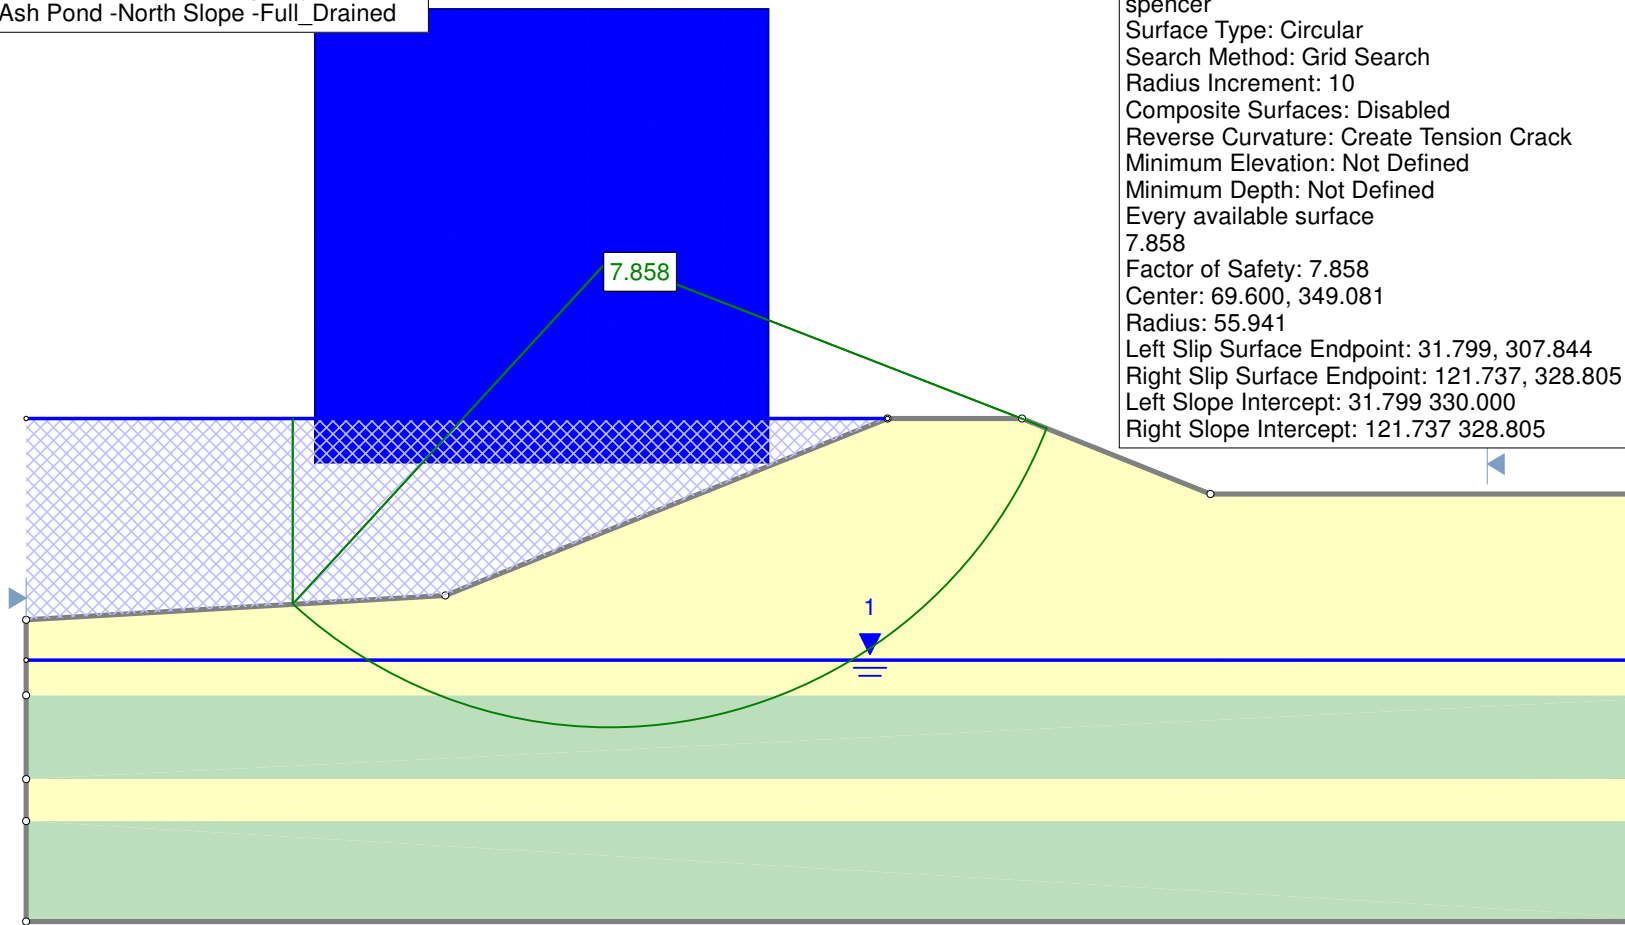 Ash Pond -North Slope -Full_Drained
spencer
Surface Type: Circular
Search Method: Grid Search
Radius Increment: 10
Composite Surfaces: Disabled
Reverse Curvature: Create Tension Crack
Minimum Elevation: Not Defined
Minimum Depth: Not Defined
Every available surface
7.858
Factor of Safety: 7.858
Center: 69.600, 349.081
Radius: 55.941
Left Slip Surface Endpoint: 31.799, 307.844
Right Slip Surface Endpoint: 121.737, 328.805
Left Slope Intercept: 31.799 330.000
Right Slope Intercept: 121.737 328.805
7.858
1